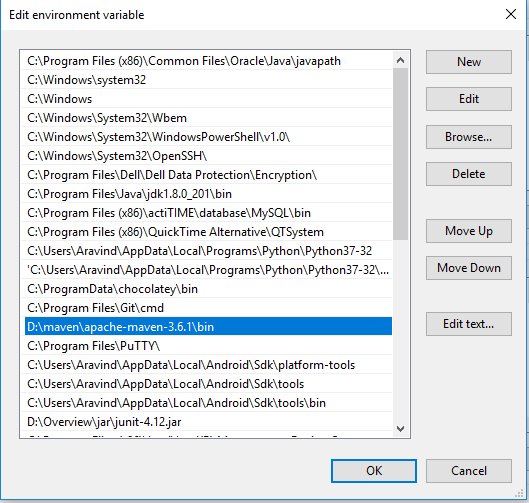 Edit environment variable
C:\Program Files (x86)\Common Files\Oracle\Java\javapath
C:\Windows\system32
C:\Windows
C:\Windows\System32\Wbem
C:\Windows\System32\WindowsPowerShell\v1.0\
C:\Windows\System32\OpenSSH\
C:\Program Files\Dell\Dell Data Protection\Encryption\
C:\Program Files\Java\jdk1.8.0_201\bin
C:\Program Files (x86)\actiTIME\database\MySQL\bin
C:\Program Files (x86)\QuickTime Alternative\QTSystem
C:\Users\Aravind\AppData\Local\Programs\Python\Python37-32
'C:\Users\Aravind\AppData\Local\Programs\Python\Python37-32\...
C:\ProgramData\chocolatey\bin
C:\Program Files\Git\cmd
D:\maven\apache-maven-3.6.1\bin
C:\Program Files\PuTTY\
C:\Users\Aravind\AppData\Local\Android\Sdk\platform-tools
C:\Users\Aravind\AppData\Local\Android\Sdk\tools
C:\Users\Aravind\AppData\Local\Android\Sdk\tools\bin
D:\Overview\jar\junit-4.12.jar
New
Edit
Browse...
Delete
Move Up
Move Down
Edit text...
OK
Cancel